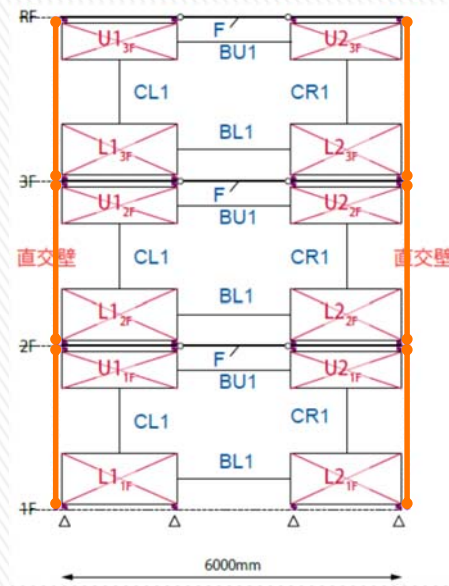 RF
F
U1 3F
U2 3F
BU1
CL1
CR1
BL1
L1 3F
L2 3F
3F
F
U1 2F
U2 2F
BU1
直交壁
CL1
CR1
直交壁
BL1
L1 2F
L2 2F
2F
F
U1 1F
U2 1F
BU1
CL1
CR1
BL1
L1 1F
L2 1F
1F
6000mm